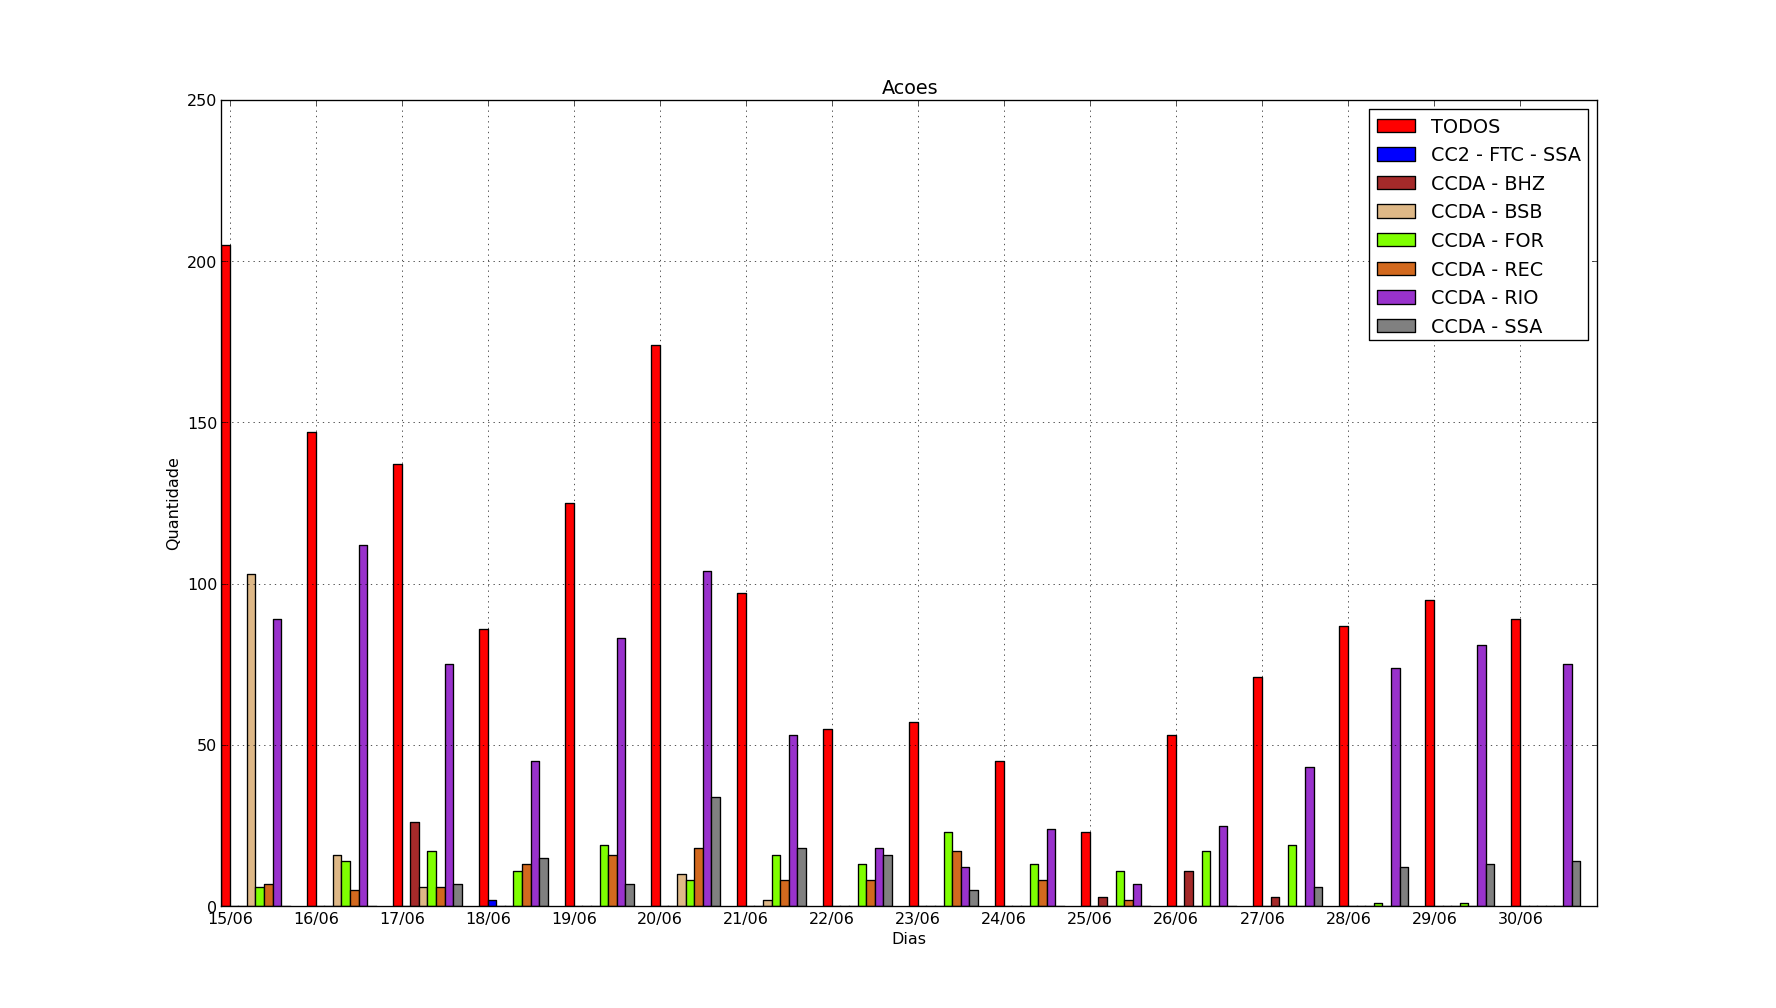 Acoes
250
200
150
100
50
0
Quantidade
TODOS
CC2 - FTC - SSA
CCDA - BHZ
CCDA - BSB
CCDA - FOR
CCDA - REC
CCDA - RIO
CCDA - SSA
15/06 16/06 17/06 18/06 19/06 20/06 21/06 22/06 23/06 24/06 25/06 26/06 27/06 28/06 29/06 30/06
Dias